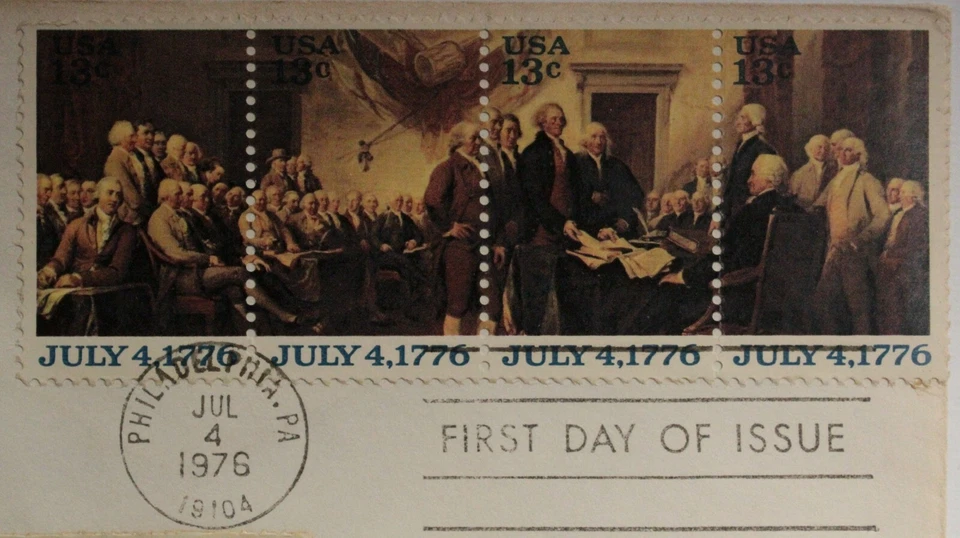 USA USA USA USA
13c 13c 13c 13c
JULY 4,1776 JULY 4,1776 JULY 4,1776 JULY 4,1776
PHILADELPHIA, PA
JUL
4
1976
19104
FIRST DAY OF ISSUE